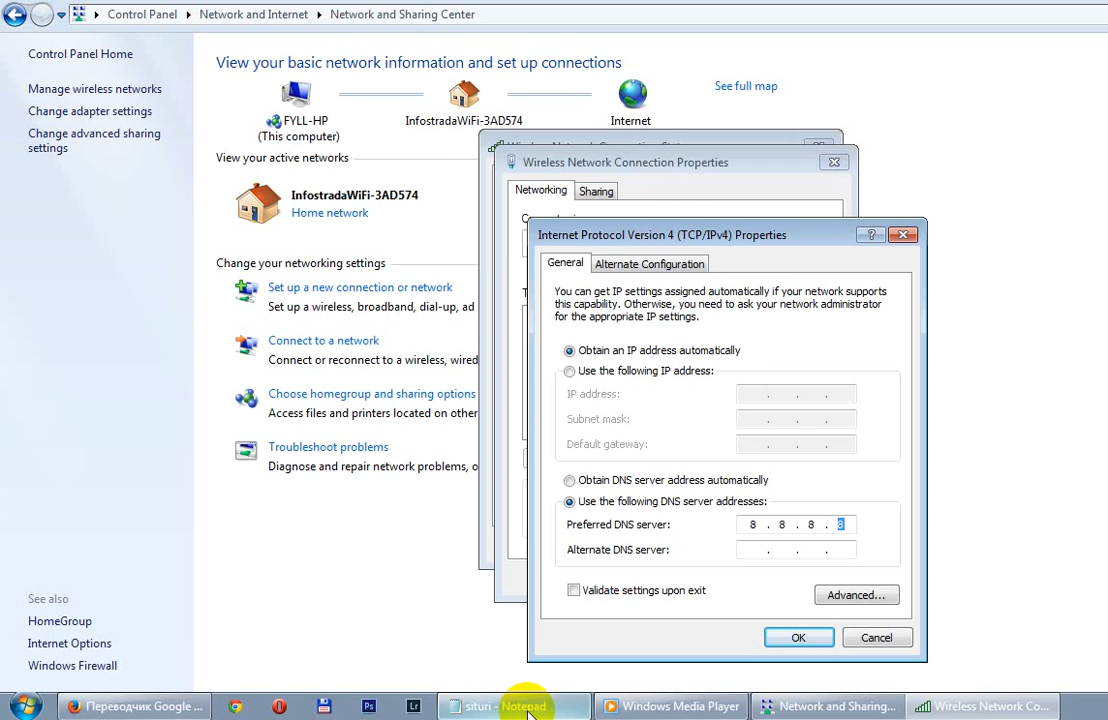 Control Panel Network and Internet Network and Sharing Center
Control Panel Home
Manage wireless networks
Change adapter settings
Change advanced sharing
settings
See also
HomeGroup
Internet Options
Windows Firewall
View your basic network information and set up connections
See full map
FYLL-HP
(This computer)
InfostradaWiFi-3AD574
Internet
View your active networks
InfostradaWiFi-3AD574
Home network
Change your networking settings
Set up a new connection or network
Set up a wireless, broadband, dial-up, ad
Connect to a network
Connect or reconnect to a wireless, wired
Choose homegroup and sharing options
Access files and printers located on other
Troubleshoot problems
Diagnose and repair network problems, o
Wireless Network Connection Properties
Networking Sharing
Internet Protocol Version 4 (TCP/IPv4) Properties
General Alternate Configuration
You can get IP settings assigned automatically if your network supports
this capability. Otherwise, you need to ask your network administrator
for the appropriate IP settings.
Obtain an IP address automatically
Use the following IP address:
IP address: . . .
Subnet mask: . . .
Default gateway: . . .
Obtain DNS server address automatically
Use the following DNS server addresses:
Preferred DNS server: 8 . 8 . 8 . 8
Alternate DNS server: . . .
Validate settings upon exit
Advanced...
OK Cancel
Переводчик Google ... Ps Lr situri - Notepad Windows Media Player Network and Sharing... Wireless Network Co...